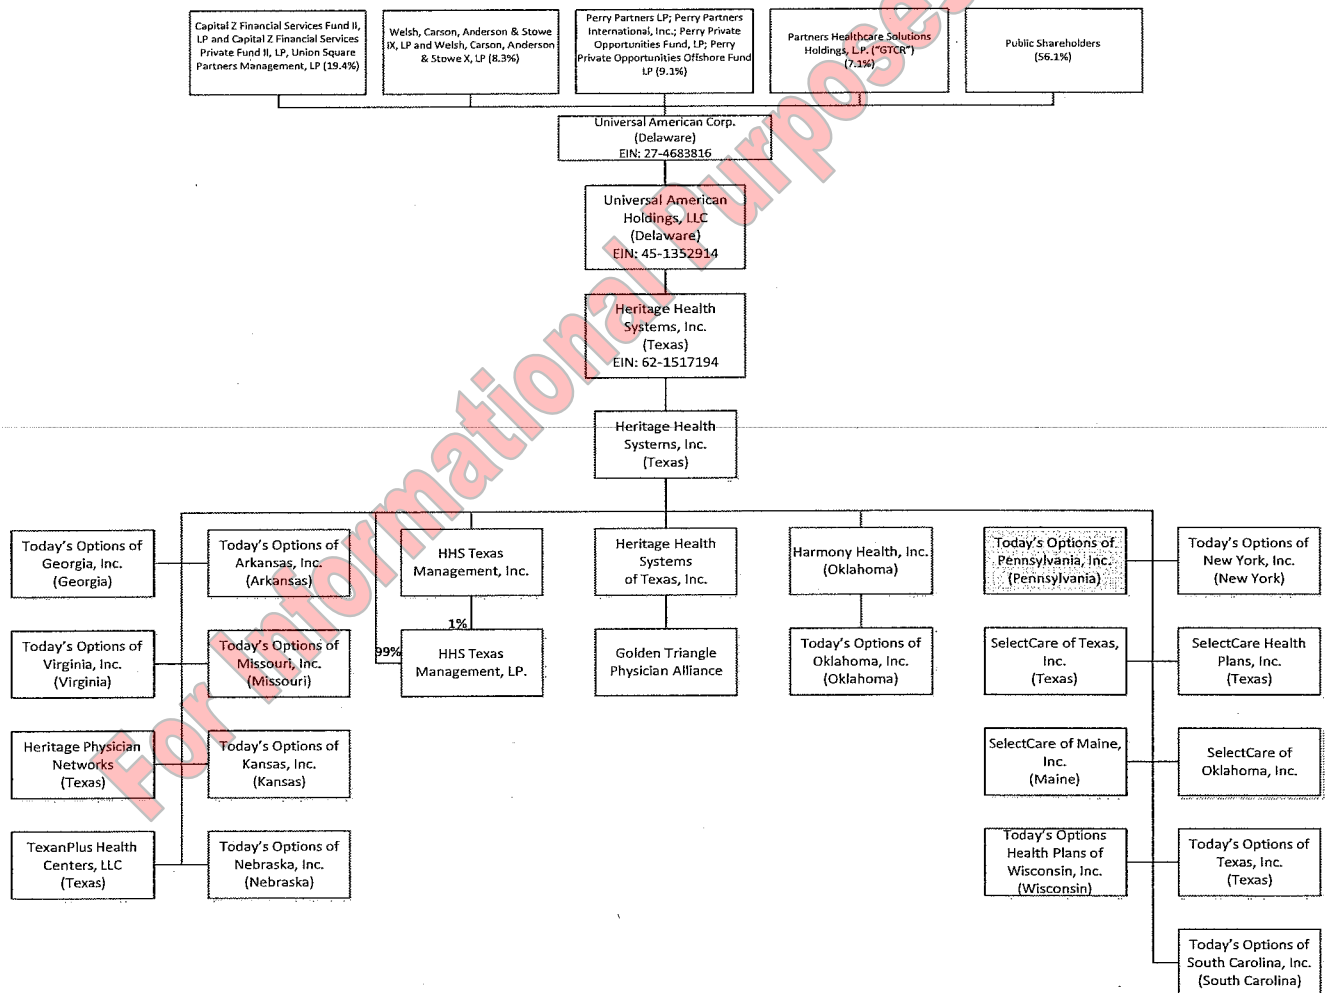 Capital Z Financial Services Fund II,
LP and Capital Z Financial Services
Private Fund II, LP, Union Square
Partners Management, LP (19.4%)
Welsh, Carson, Anderson & Stowe
IX, LP and Welsh, Carson, Anderson
& Stowe X, LP (8.3%)
Perry Partners LP; Perry Partners
International, Inc.; Perry Private
Opportunities Fund, LP; Perry
Private Opportunities Offshore Fund
LP (9.1%)
Partners Healthcare Solutions
Holdings, L.P. ("GTCR")
(7.1%)
Public Shareholders
(56.1%)
Universal American Corp.
(Delaware)
EIN: 27-4683816
Universal American
Holdings, LLC
(Delaware)
EIN: 45-1352914
Heritage Health
Systems, Inc.
(Texas)
EIN: 62-1517194
Heritage Health
Systems, Inc.
(Texas)
Today's Options of
Georgia, Inc.
(Georgia)
Today's Options of
Arkansas, Inc.
(Arkansas)
HHS Texas
Management, Inc.
Heritage Health
Systems
of Texas, Inc.
Harmony Health, Inc.
(Oklahoma)
Today's Options of
Pennsylvania, Inc.
(Pennsylvania)
Today's Options of
New York, Inc.
(New York)
1%
99%
Today's Options of
Virginia, Inc.
(Virginia)
Today's Options of
Missouri, Inc.
(Missouri)
HHS Texas
Management, LP.
Golden Triangle
Physician Alliance
Today's Options of
Oklahoma, Inc.
(Oklahoma)
SelectCare of Texas,
Inc.
(Texas)
SelectCare Health
Plans, Inc.
(Texas)
Heritage Physician
Networks
(Texas)
Today's Options of
Kansas, Inc.
(Kansas)
SelectCare of Maine,
Inc.
(Maine)
SelectCare of
Oklahoma, Inc.
TexanPlus Health
Centers, LLC
(Texas)
Today's Options of
Nebraska, Inc.
(Nebraska)
Today's Options
Health Plans of
Wisconsin, Inc.
(Wisconsin)
Today's Options of
Texas, Inc.
(Texas)
Today's Options of
South Carolina, Inc.
(South Carolina)
For Informational Purposes